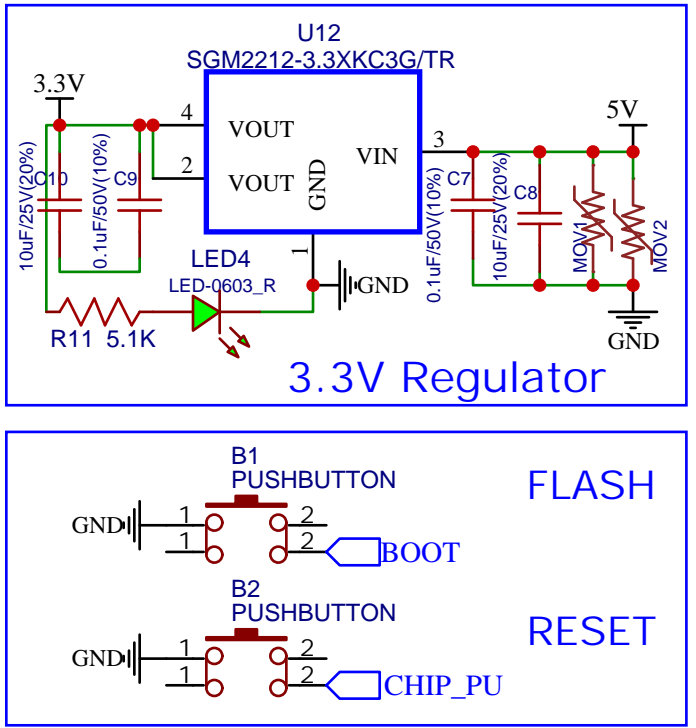 U12
SGM2212-3.3XKC3G/TR
3.3V
5V
4
VOUT
3
VIN
2
VOUT
GND
1
C10
10uF/25V(20%)
C9
0.1uF/50V(10%)
C7
0.1uF/50V(10%)
C8
10uF/25V(20%)
MOV1
MOV2
LED4
LED-0603_R
GND
R11 5.1K
GND
3.3V Regulator
B1
PUSHBUTTON
FLASH
GND
1
2
1
2
BOOT
B2
PUSHBUTTON
RESET
GND
1
2
1
2
CHIP_PU